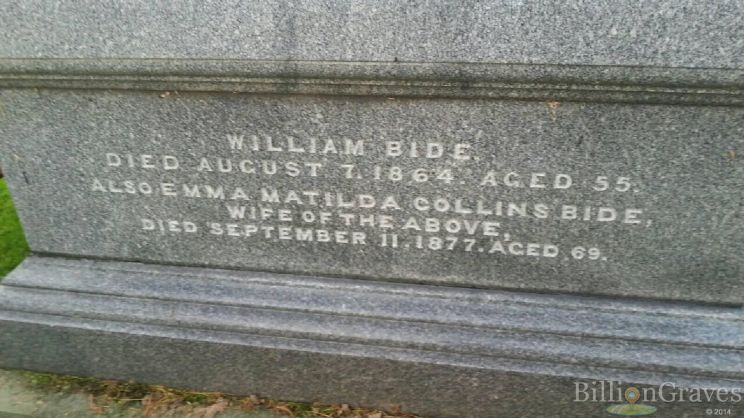 WILLIAM BIDE.
DIED AUGUST 7. 1864. AGED 55.
ALSO, EMMA MATILDA COLLINS BIDE,
WIFE OF THE ABOVE,
DIED SEPTEMBER 11. 1877. AGED 69.
BillionGraves
© 2014